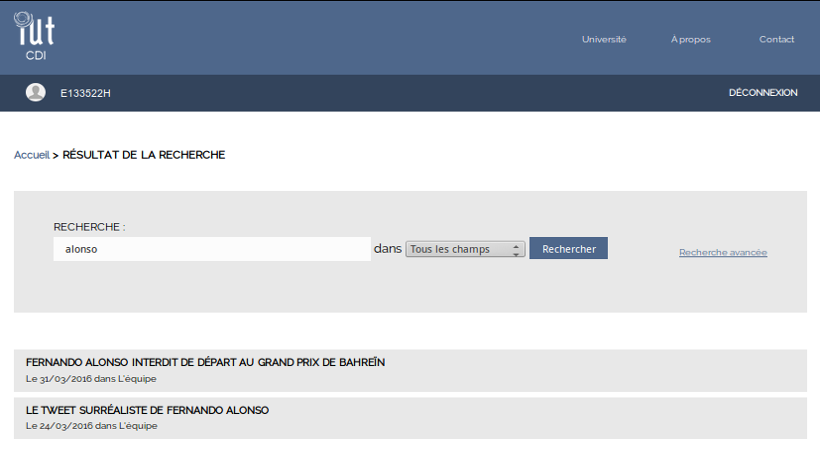 iut
CDI
Université
À propos
Contact
E133522H
DÉCONNEXION
Accueil > RÉSULTAT DE LA RECHERCHE
RECHERCHE :
alonso
dans
Tous les champs
Rechercher
Recherche avancée
FERNANDO ALONSO INTERDIT DE DÉPART AU GRAND PRIX DE BAHREÏN
Le 31/03/2016 dans L'équipe
LE TWEET SURRÉALISTE DE FERNANDO ALONSO
Le 24/03/2016 dans L'équipe